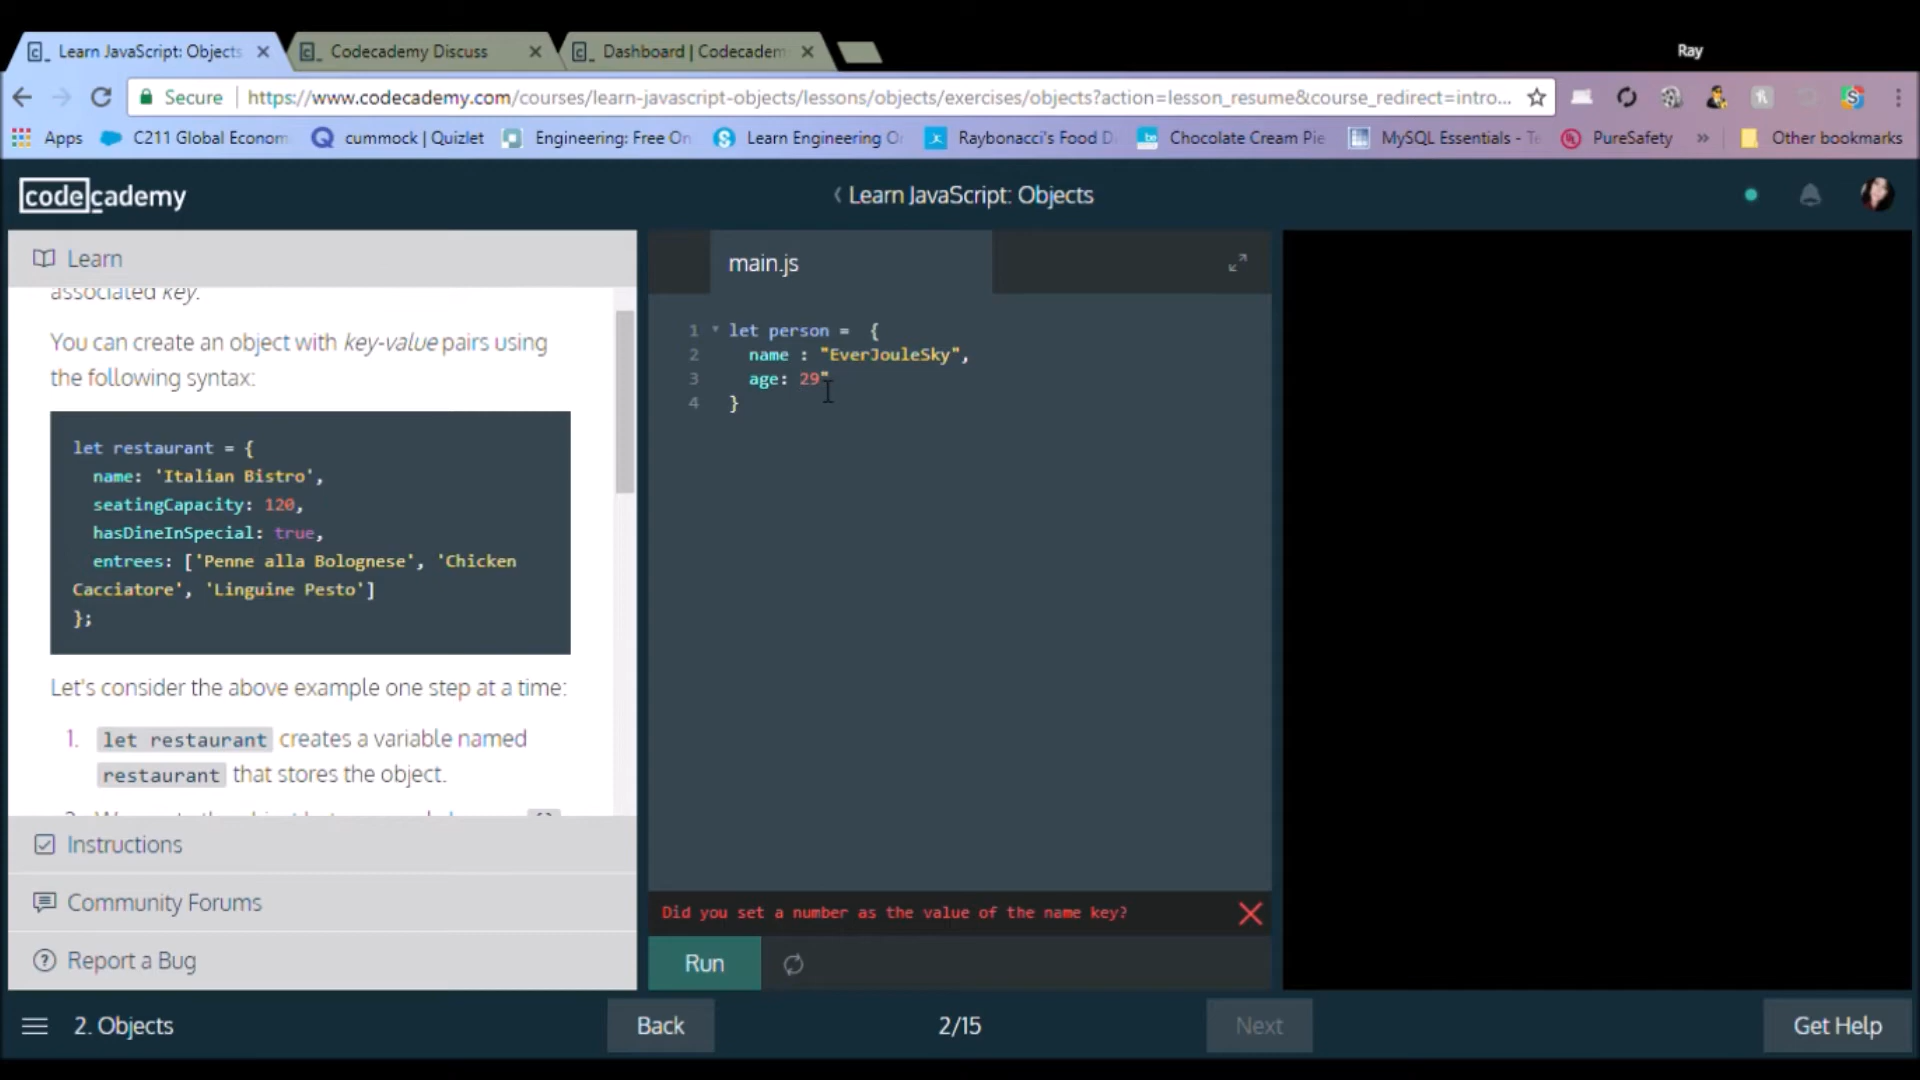 Learn JavaScript: Objects
Codecademy Discuss
Dashboard | Codecadem
Ray
Secure
https://www.codecademy.com/courses/learn-javascript-objects/lessons/objects/exercises/objects?action=lesson_resume&course_redirect=intro...
Apps
C211 Global Econom
cummock | Quizlet
Engineering: Free On
Learn Engineering O
Raybonacci's Food D
Chocolate Cream Pie
MySQL Essentials - Te
PureSafety
»
Other bookmarks
codecademy
Learn JavaScript: Objects
Learn
associated key.
You can create an object with key-value pairs using
the following syntax:
let restaurant = {
name: 'Italian Bistro',
seatingCapacity: 120,
hasDineInSpecial: true,
entrees: ['Penne alla Bolognese', 'Chicken
Cacciatore', 'Linguine Pesto']
};
Let's consider the above example one step at a time:
1. let restaurant creates a variable named
restaurant that stores the object.
Instructions
Community Forums
Report a Bug
main.js
1 let person =  {
2 name : "EverJouleSky",
3 age: 29"
4 }
Did you set a number as the value of the name key?
Run
2. Objects
Back
2/15
Next
Get Help